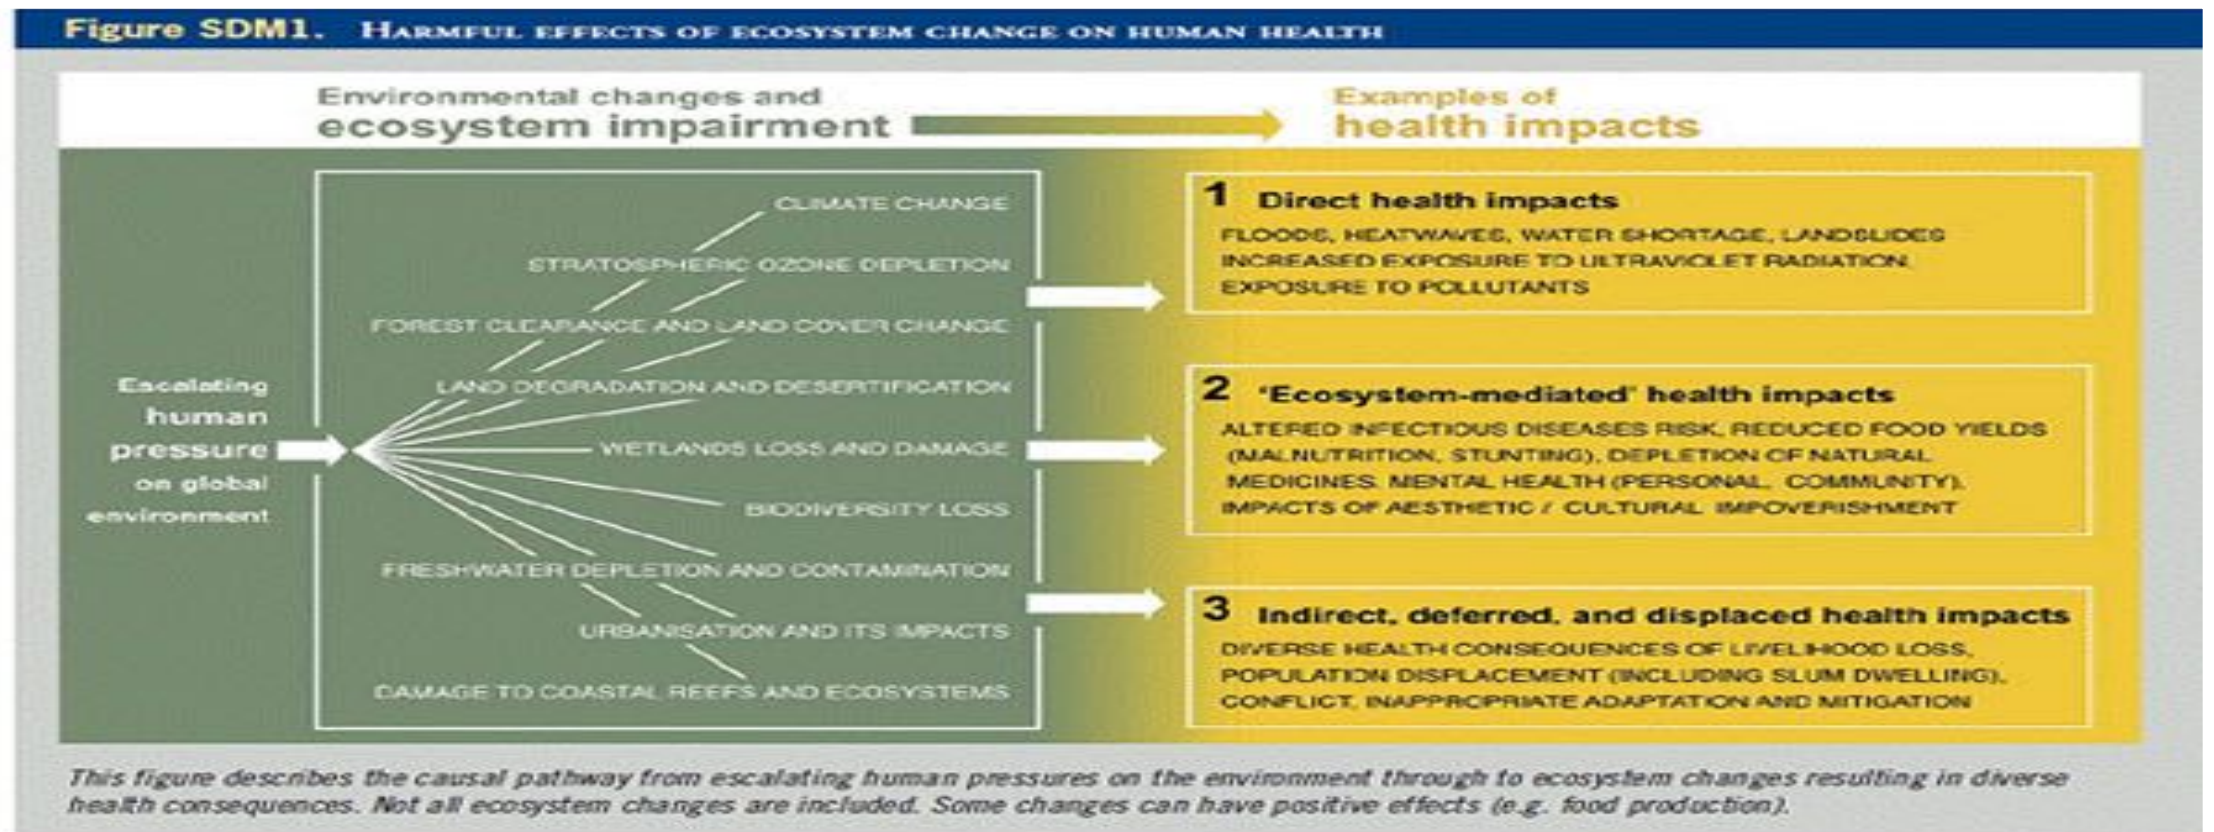 Figure SDM1. HARMFUL EFFECTS OF ECOSYSTEM CHANGE ON HUMAN HEALTH
Environmental changes and
ecosystem impairment
Examples of
health impacts
Escalating
human
pressure
on global
environment
CLIMATE CHANGE
STRATOSPHERIC OZONE DEPLETION
FOREST CLEARANCE AND LAND COVER CHANGE
LAND DEGRADATION AND DESERTIFICATION
WETLANDS LOSS AND DAMAGE
BIODIVERSITY LOSS
FRESHWATER DEPLETION AND CONTAMINATION
URBANISATION AND ITS IMPACTS
DAMAGE TO COASTAL REEFS AND ECOSYSTEMS
1 Direct health impacts
FLOODS, HEATWAVES, WATER SHORTAGE, LANDSLIDES
INCREASED EXPOSURE TO ULTRAVIOLET RADIATION,
EXPOSURE TO POLLUTANTS
2 'Ecosystem-mediated' health impacts
ALTERED INFECTIOUS DISEASES RISK, REDUCED FOOD YIELDS
(MALNUTRITION, STUNTING), DEPLETION OF NATURAL
MEDICINES, MENTAL HEALTH (PERSONAL, COMMUNITY),
IMPACTS OF AESTHETIC / CULTURAL IMPOVERISHMENT
3 Indirect, deferred, and displaced health impacts
DIVERSE HEALTH CONSEQUENCES OF LIVELIHOOD LOSS,
POPULATION DISPLACEMENT (INCLUDING SLUM DWELLING),
CONFLICT, INAPPROPRIATE ADAPTATION AND MITIGATION
This figure describes the causal pathway from escalating human pressures on the environment through to ecosystem changes resulting in diverse
health consequences. Not all ecosystem changes are included. Some changes can have positive effects (e.g. food production).